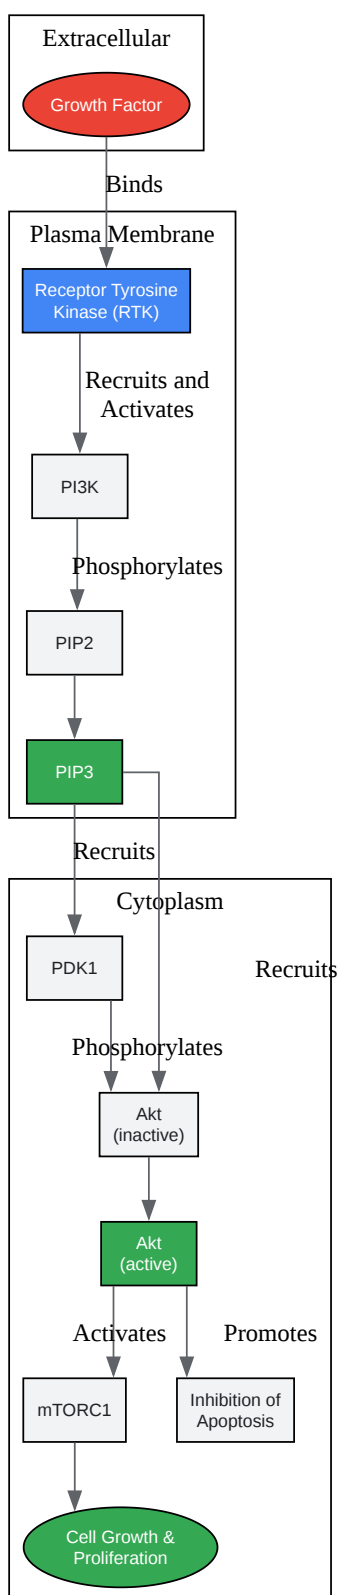 Extracellular
Growth Factor
Binds
Plasma Membrane
Receptor Tyrosine
Kinase (RTK)
Recruits and
Activates
PI3K
Phosphorylates
PIP2
PIP3
Recruits
Cytoplasm
PDK1
Recruits
Phosphorylates
Akt
(inactive)
Akt
(active)
Activates
Promotes
mTORC1
Inhibition of
Apoptosis
Cell Growth &
Proliferation